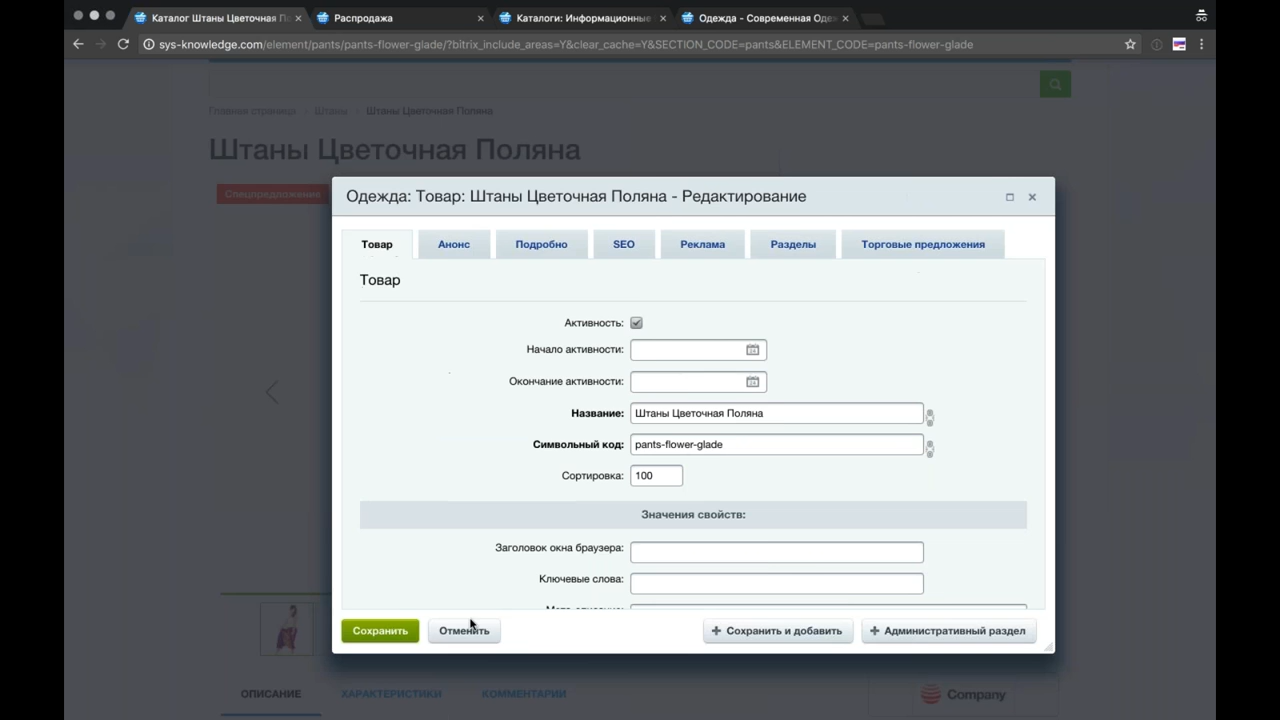 Каталог Штаны Цветочная По
Распродажа
Каталоги: Информационные
Одежда - Современная Оде
sys-knowledge.com/element/pants/pants-flower-glade/?bitrix_include_areas=Y&clear_cache=Y&SECTION_CODE=pants&ELEMENT_CODE=pants-flower-glade
Главная страница
Штаны
Штаны Цветочная Поляна
Штаны Цветочная Поляна
Спецпредложение
Одежда: Товар: Штаны Цветочная Поляна - Редактирование
Товар
Анонс
Подробно
SEO
Реклама
Разделы
Торговые предложения
Товар
Активность:
Начало активности:
Окончание активности:
Название: Штаны Цветочная Поляна
Символьный код: pants-flower-glade
Сортировка: 100
Значения свойств:
Заголовок окна браузера:
Ключевые слова:
Сохранить
Отменить
Сохранить и добавить
Административный раздел
ОПИСАНИЕ
ХАРАКТЕРИСТИКИ
КОММЕНТАРИИ
Company